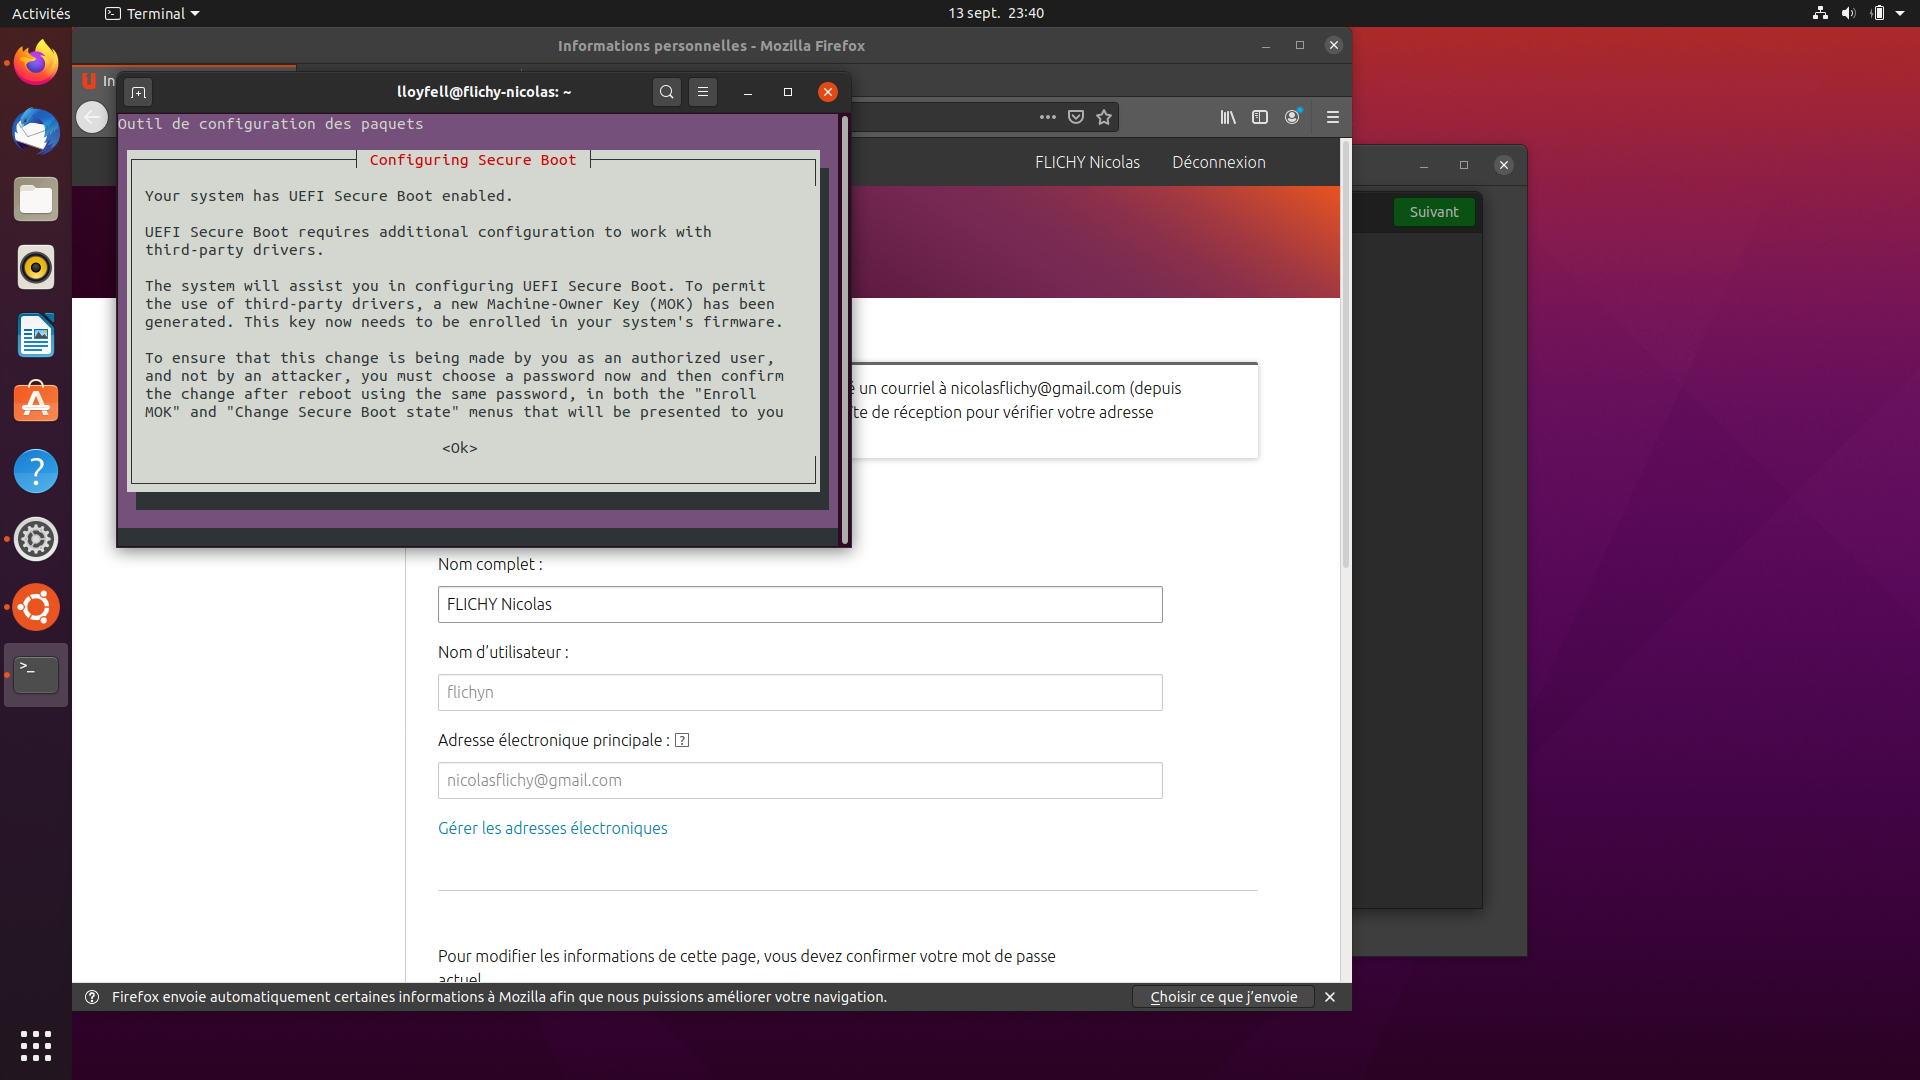 Activités
Terminal
13 sept. 23:40
Informations personnelles - Mozilla Firefox
In
lloyfell@flichy-nicolas: ~
Outil de configuration des paquets
Configuring Secure Boot
Your system has UEFI Secure Boot enabled.
UEFI Secure Boot requires additional configuration to work with
third-party drivers.
The system will assist you in configuring UEFI Secure Boot. To permit
the use of third-party drivers, a new Machine-Owner Key (MOK) has been
generated. This key now needs to be enrolled in your system's firmware.
To ensure that this change is being made by you as an authorized user,
and not by an attacker, you must choose a password now and then confirm
the change after reboot using the same password, in both the "Enroll
MOK" and "Change Secure Boot state" menus that will be presented to you
<Ok>
FLICHY Nicolas
Déconnexion
Suivant
é un courriel à nicolasflichy@gmail.com (depuis
te de réception pour vérifier votre adresse
Nom complet :
FLICHY Nicolas
Nom d’utilisateur :
flichyn
Adresse électronique principale : ?
nicolasflichy@gmail.com
Gérer les adresses électroniques
Pour modifier les informations de cette page, vous devez confirmer votre mot de passe
actuel
Firefox envoie automatiquement certaines informations à Mozilla afin que nous puissions améliorer votre navigation.
Choisir ce que j’envoie